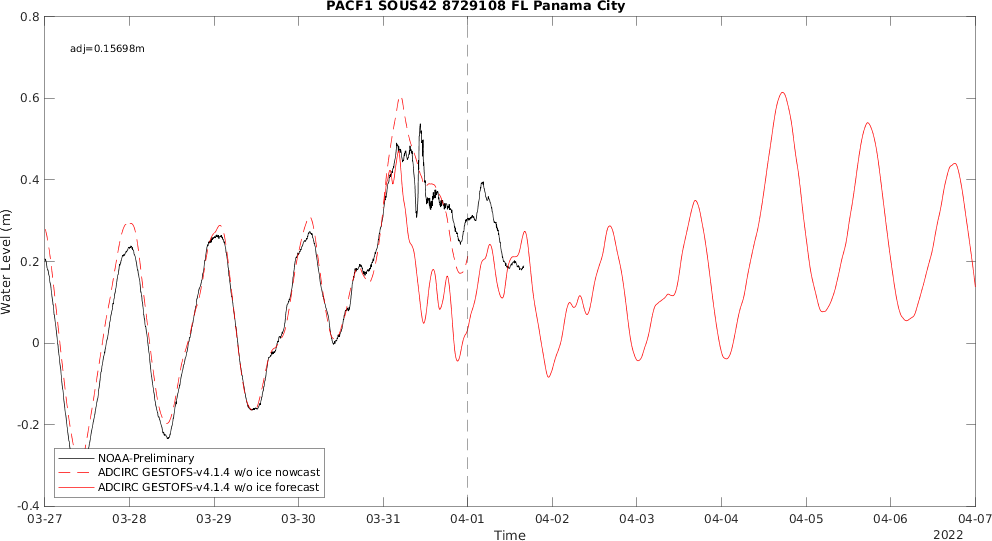 PACF1 SOUS42 8729108 FL Panama City
adj=0.15698m
0.8
0.6
0.4
0.2
0
-0.2
-0.4
Water Level (m)
NOAA-Preliminary
ADCIRC GESTOFS-v4.1.4 w/o ice nowcast
ADCIRC GESTOFS-v4.1.4 w/o ice forecast
03-27 03-28 03-29 03-30 03-31 04-01 04-02 04-03 04-04 04-05 04-06 04-07
Time
2022